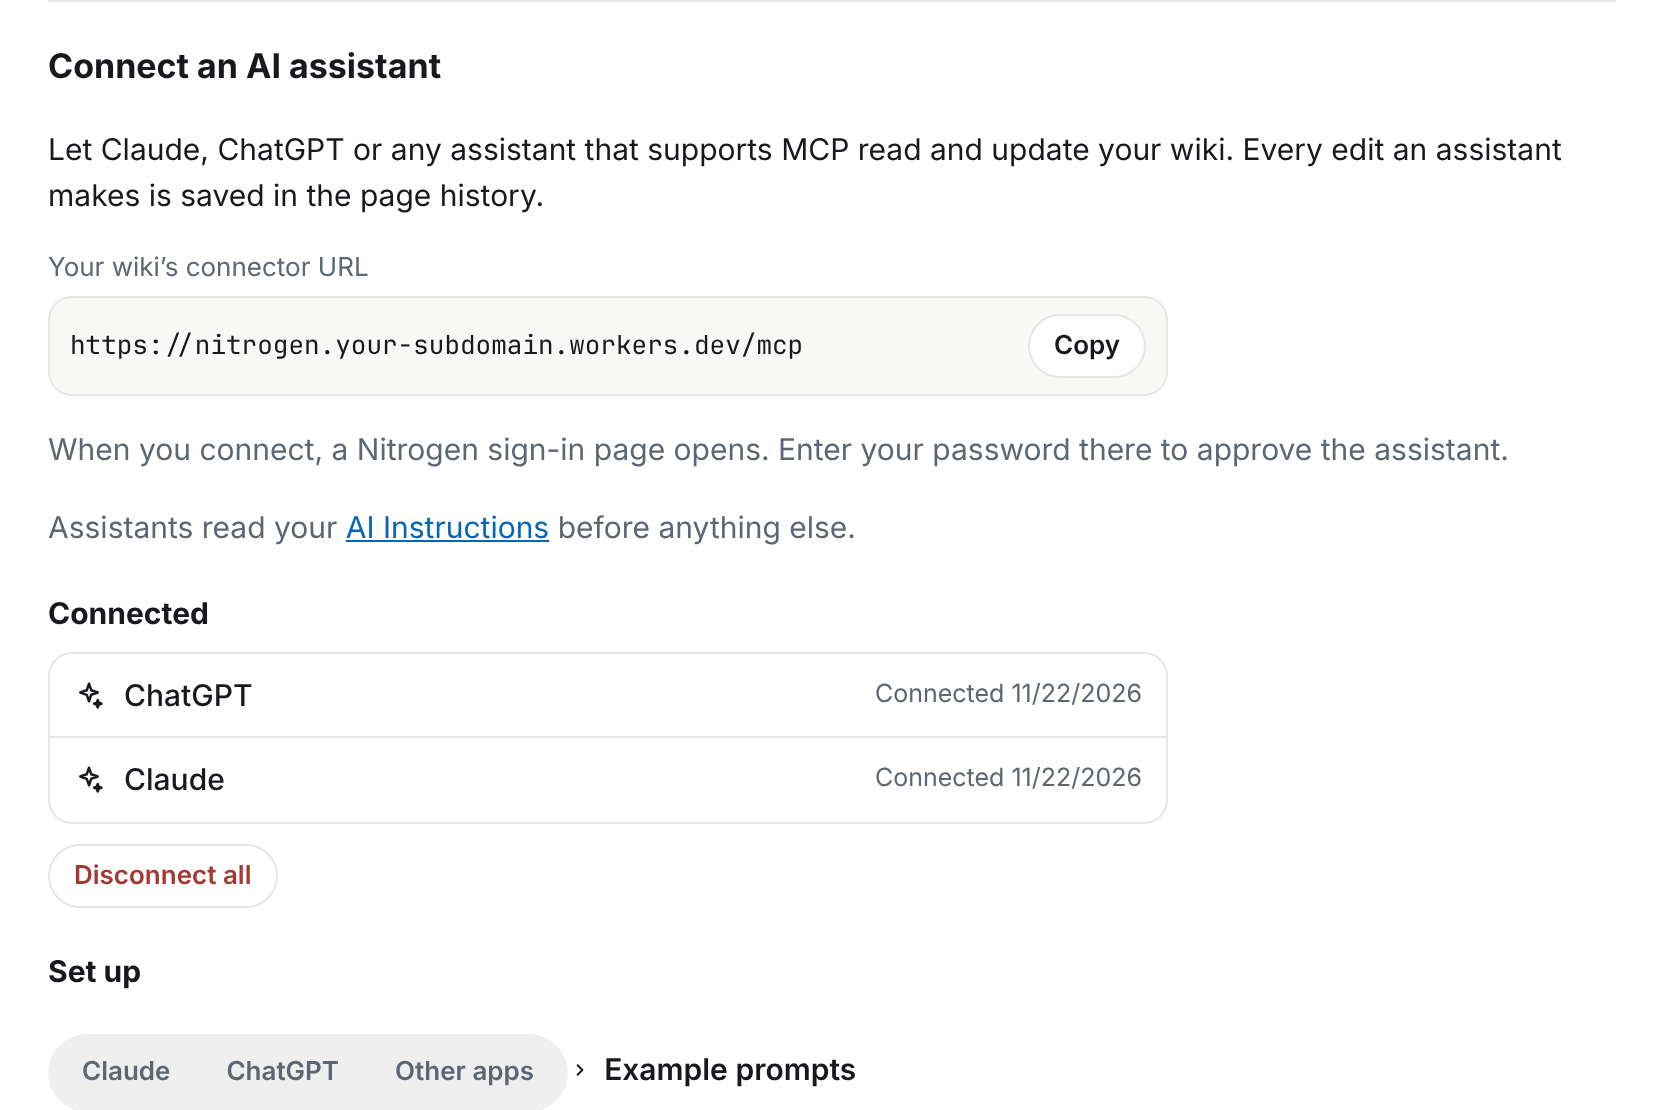 Connect an AI assistant
Let Claude, ChatGPT or any assistant that supports MCP read and update your wiki. Every edit an assistant
makes is saved in the page history.
Your wiki’s connector URL
https://nitrogen.your-subdomain.workers.dev/mcp
Copy
When you connect, a Nitrogen sign-in page opens. Enter your password there to approve the assistant.
Assistants read your AI Instructions before anything else.
Connected
ChatGPT Connected 11/22/2026
Claude Connected 11/22/2026
Disconnect all
Set up
Claude ChatGPT Other apps › Example prompts